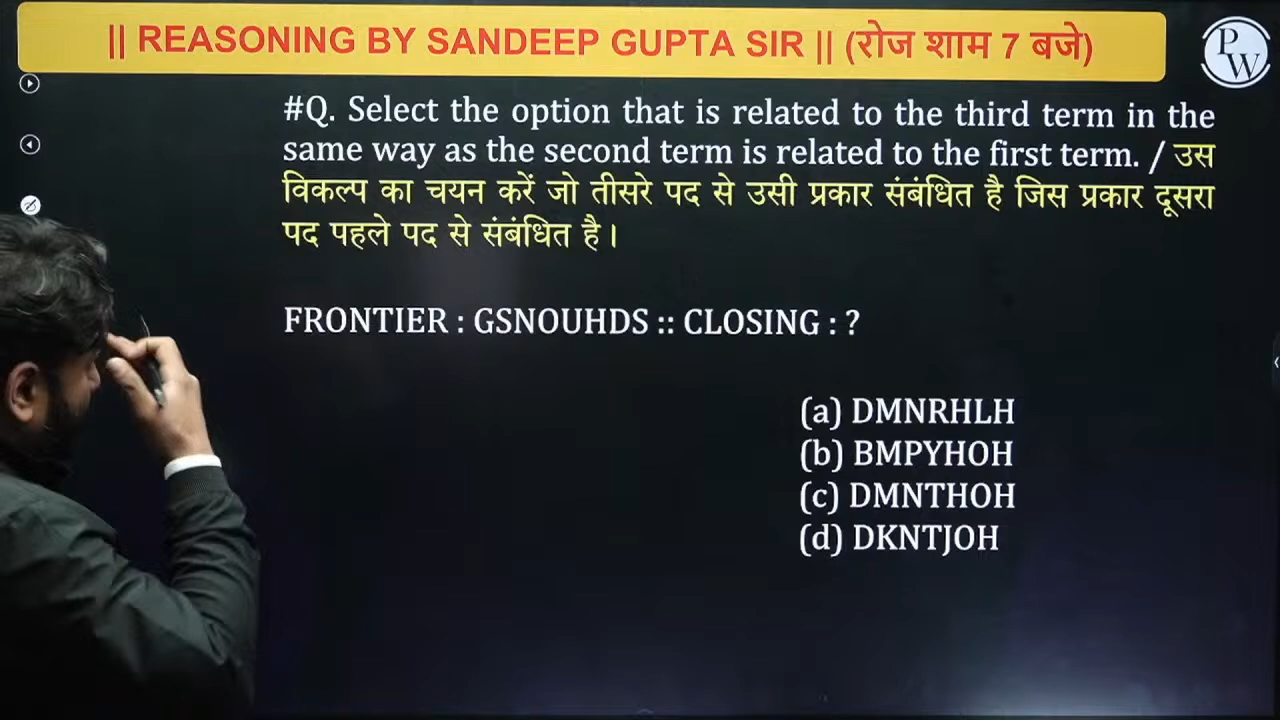 || REASONING BY SANDEEP GUPTA SIR || (रोज शाम 7 बजे)
PW
#Q. Select the option that is related to the third term in the
same way as the second term is related to the first term. / उस
विकल्प का चयन करें जो तीसरे पद से उसी प्रकार संबंधित है जिस प्रकार दूसरा
पद पहले पद से संबंधित है।
FRONTIER : GSNOUHDS :: CLOSING : ?
(a) DMNRHLH
(b) BMPYHOH
(c) DMNTHOH
(d) DKNTJOH